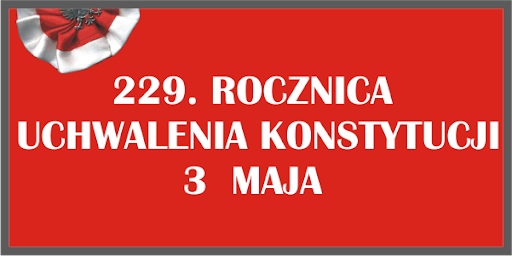 229. ROCZNICA
UCHWALENIA KONSTYTUCJI
3 MAJA